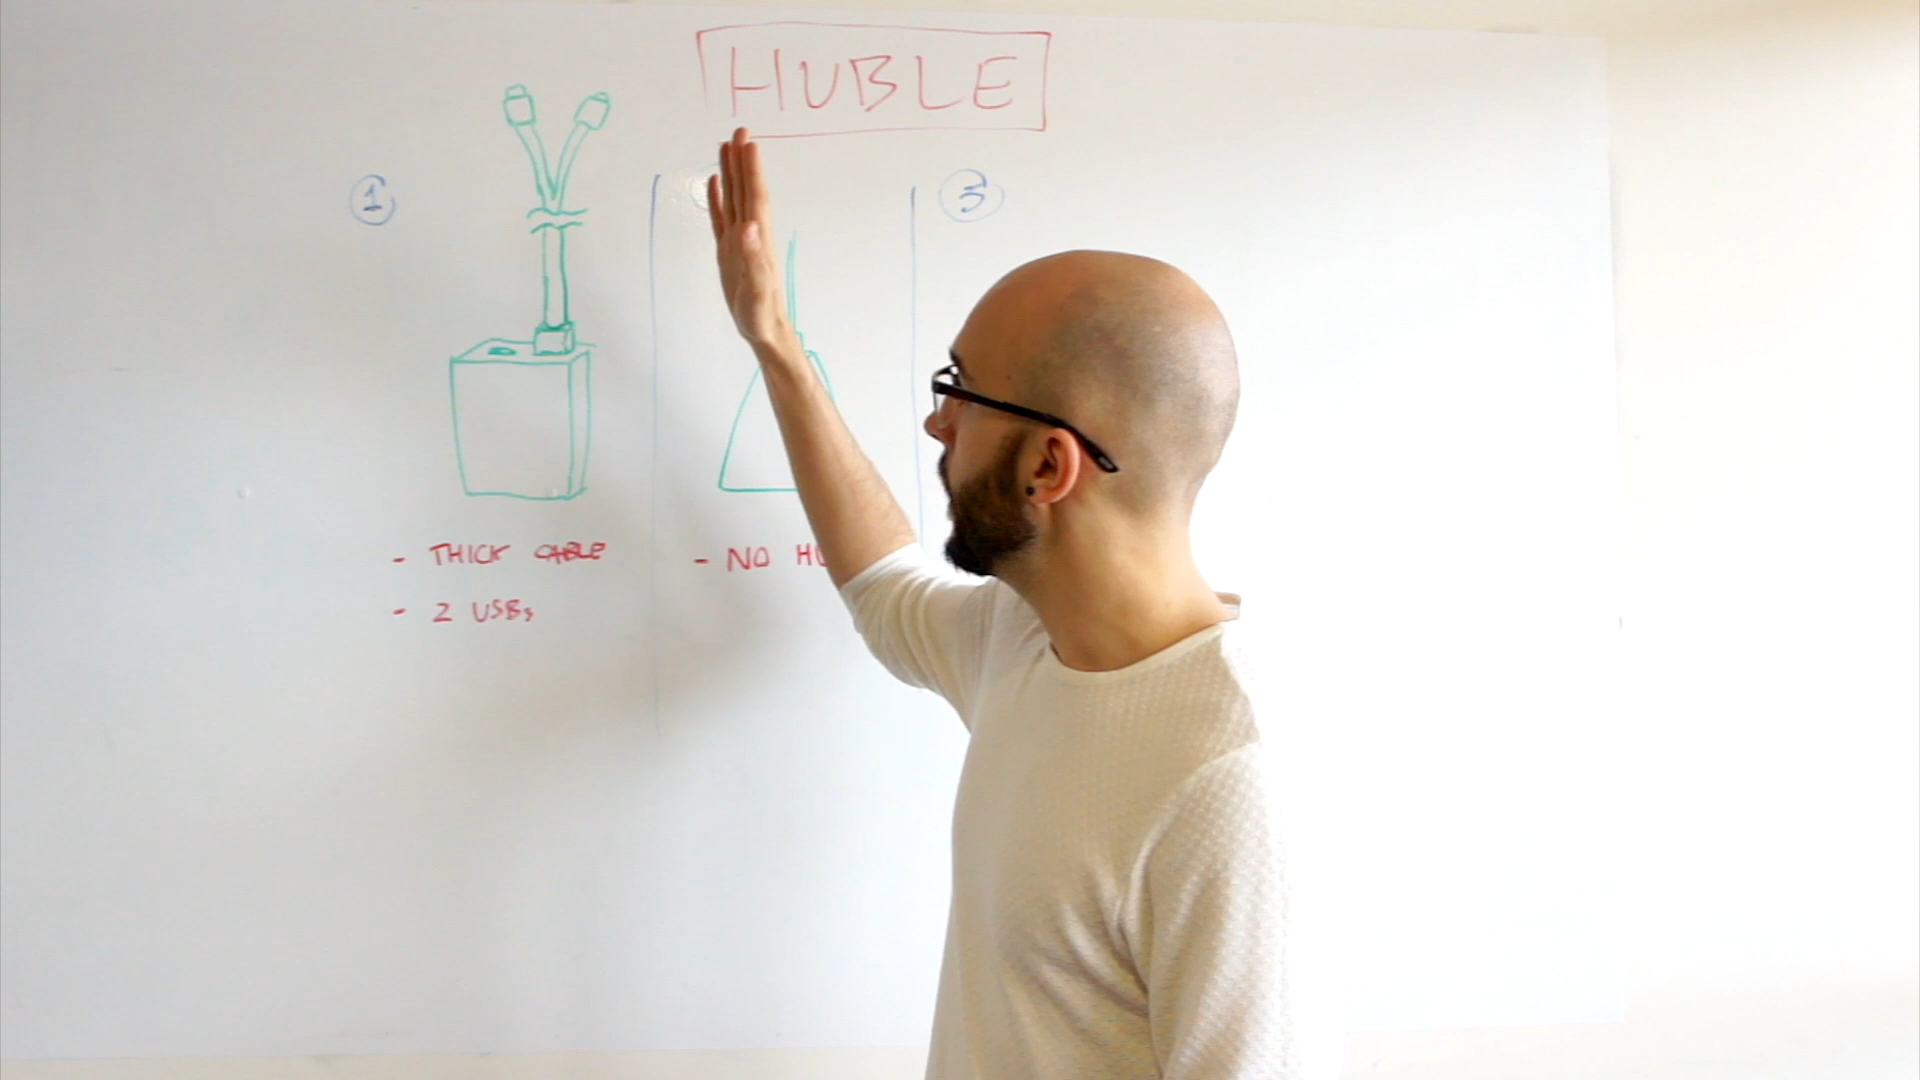 HUBLE
1
3
- THICK CABLE
- 2 USBs
- NO